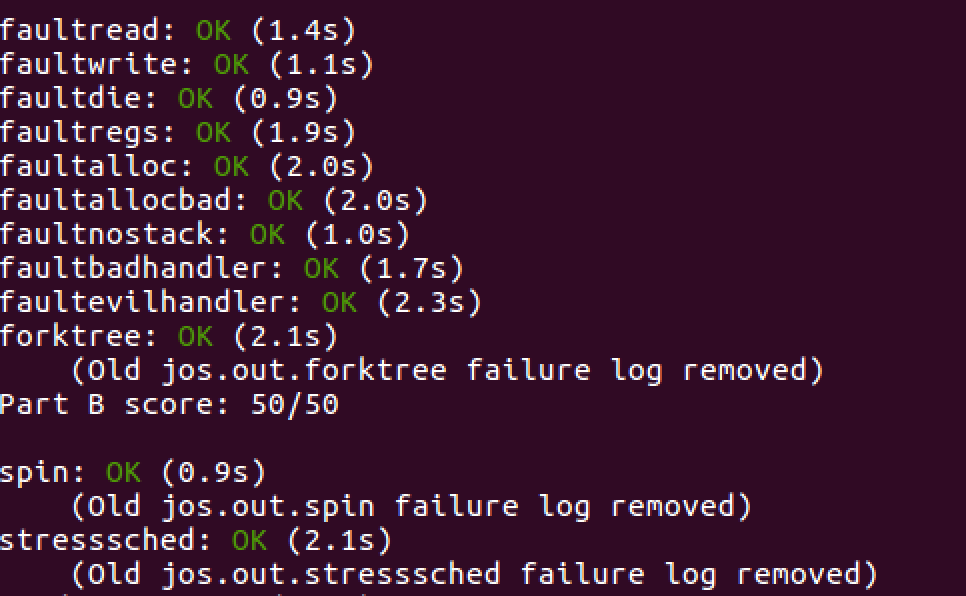 faultread: OK (1.4s)
faultwrite: OK (1.1s)
faultdie: OK (0.9s)
faultregs: OK (1.9s)
faultalloc: OK (2.0s)
faultallocbad: OK (2.0s)
faultnostack: OK (1.0s)
faultbadhandler: OK (1.7s)
faultevilhandler: OK (2.3s)
forktree: OK (2.1s)
    (Old jos.out.forktree failure log removed)
Part B score: 50/50

spin: OK (0.9s)
    (Old jos.out.spin failure log removed)
stresssched: OK (2.1s)
    (Old jos.out.stresssched failure log removed)